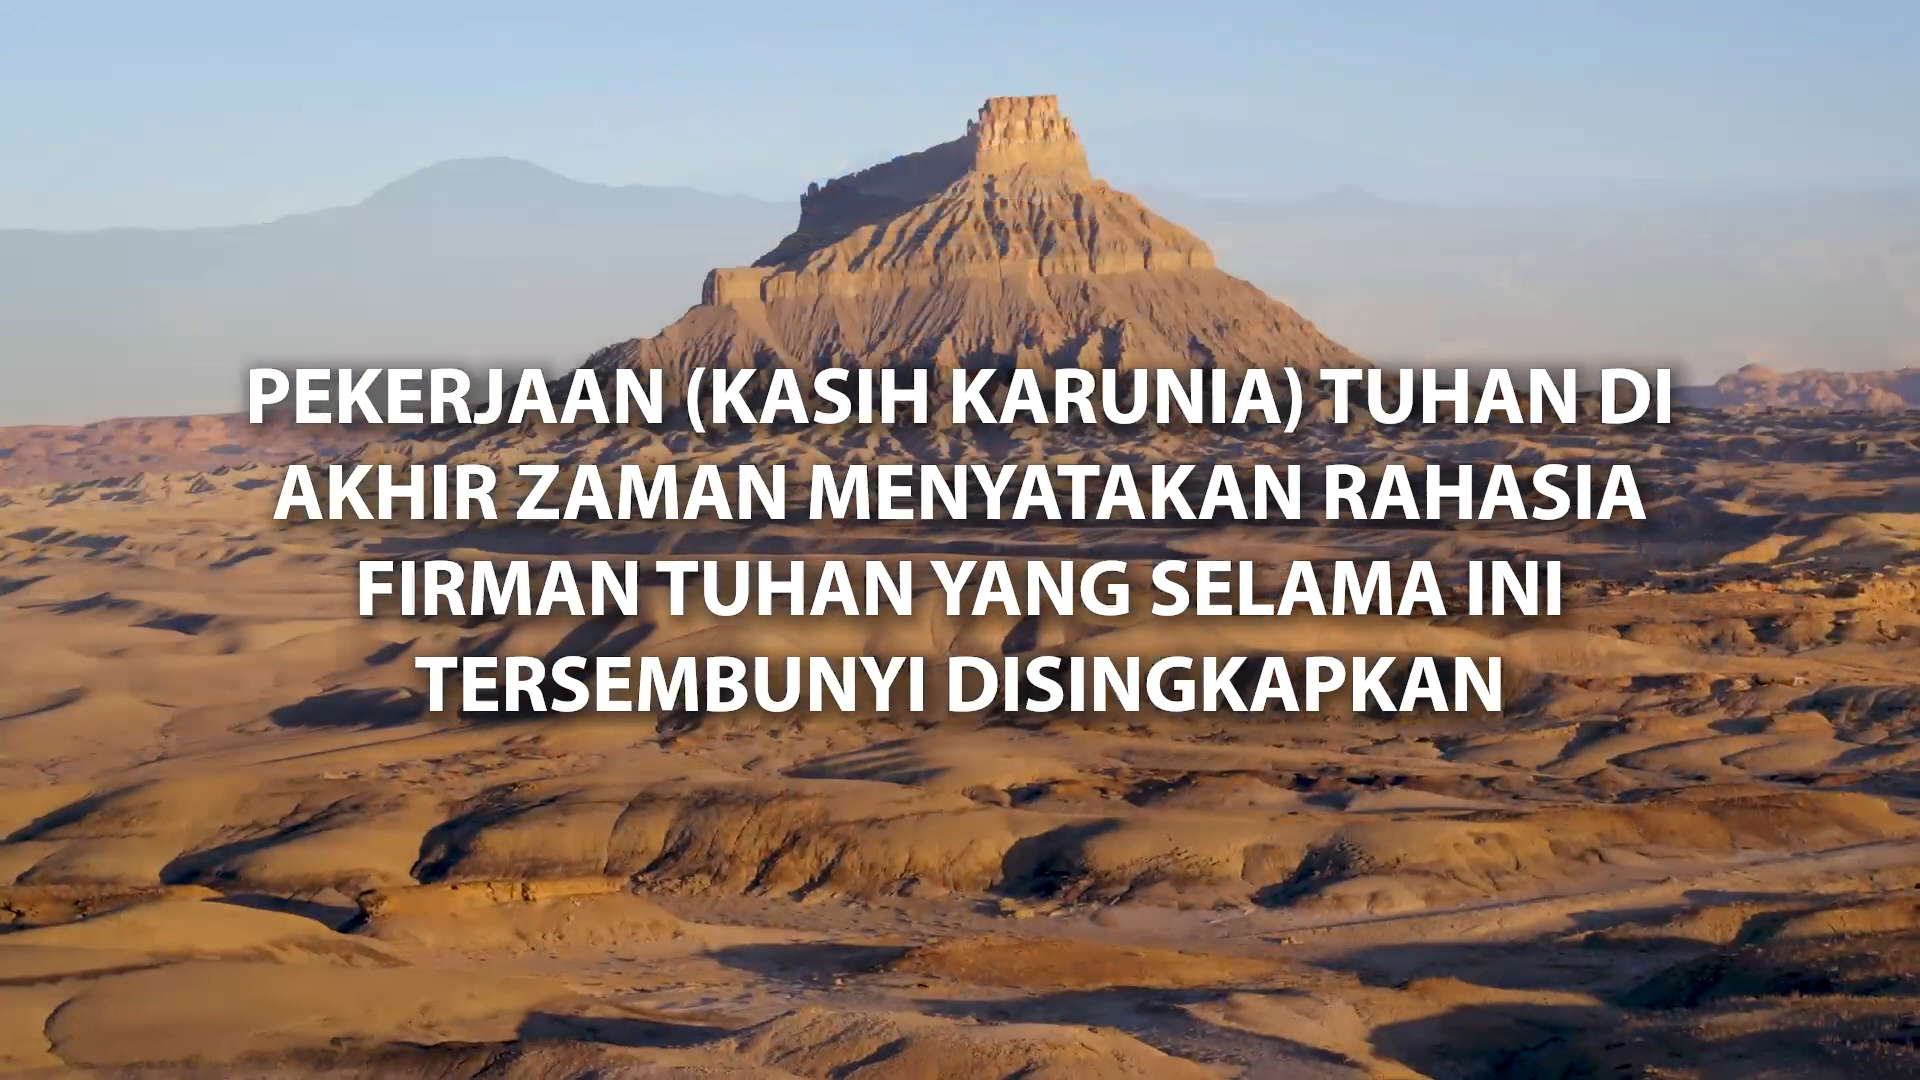 PEKERJAAN (KASIH KARUNIA) TUHAN DI
AKHIR ZAMAN MENYATAKAN RAHASIA
FIRMAN TUHAN YANG SELAMA INI
TERSEMBUNYI DISINGKAPKAN